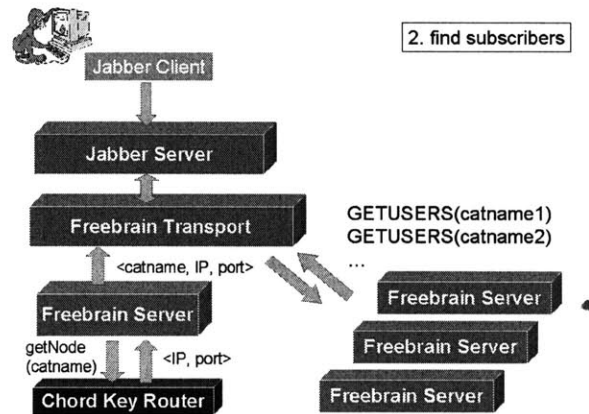 2. find subscribers
Jabber Client
Jabber Server
Freebrain Transport
GETUSERS(catname1)
GETUSERS(catname2)
...
<catname, IP, port>
Freebrain Server
Freebrain Server
Freebrain Server
Freebrain Server
getNode
(catname)
<IP, port>
Chord Key Router